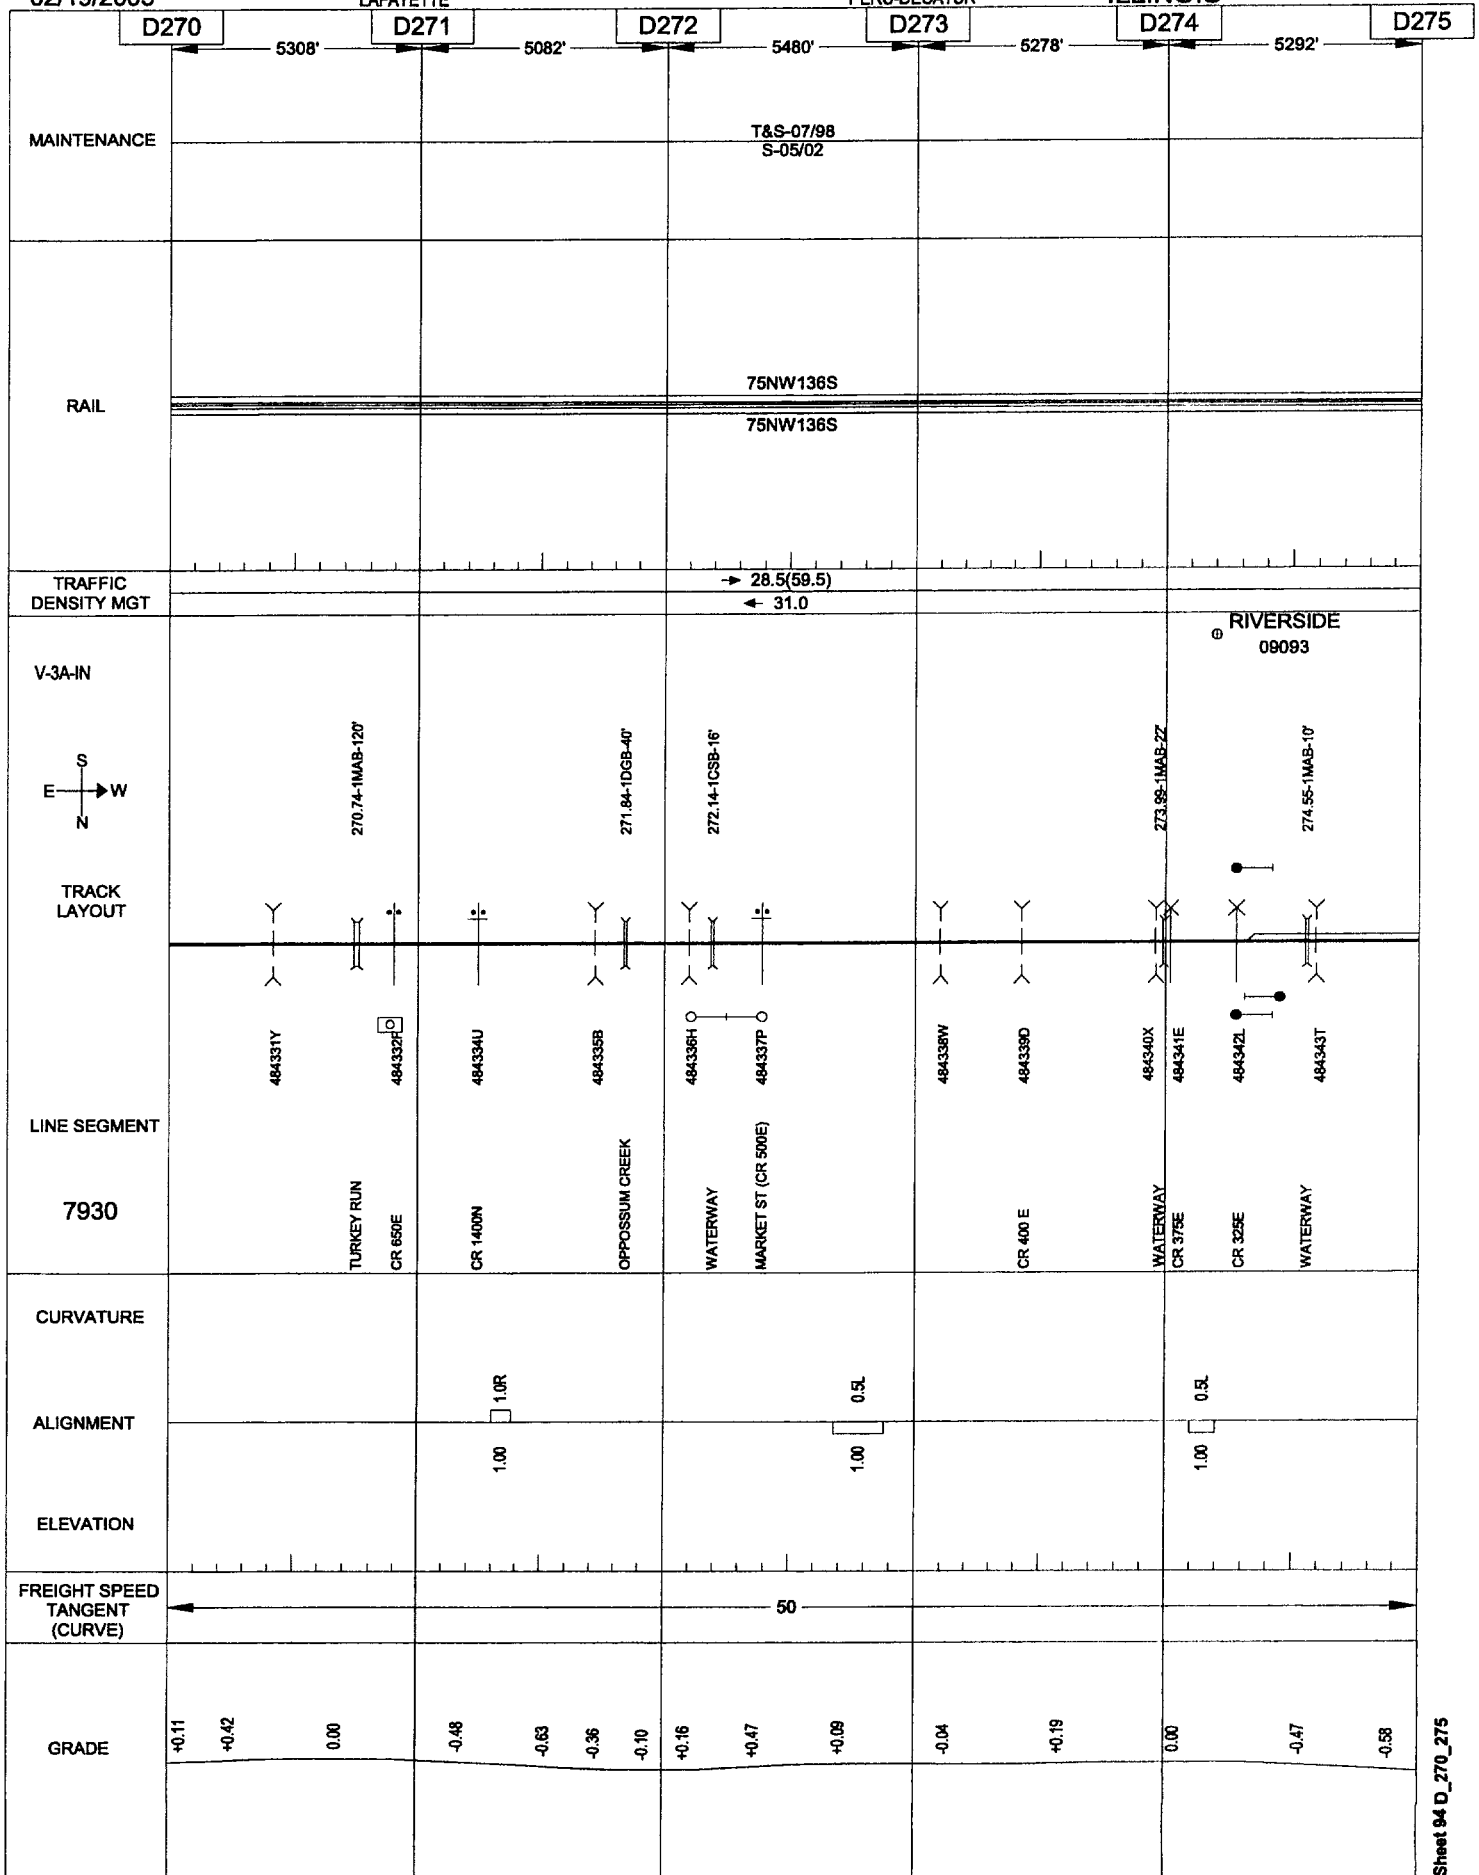 LAFAYETTE
ILLINOIS
D270
D271
D272
D273
D274
D275
5308'
5082'
5480'
5278'
5292'
MAINTENANCE
T&S-07/98
S-05/02
RAIL
75NW136S
75NW136S
TRAFFIC
DENSITY MGT
28.5(59.5)
31.0
RIVERSIDE
09093
V-3A-IN
S
E
W
N
270.74-1MAB-120'
271.84-1DGB-40'
272.14-1CSB-16'
273.99-1MAB-22'
274.55-1MAB-10'
TRACK
LAYOUT
484331Y
484334U
484335B
484336H
484337P
484338W
484339D
484340X
484341E
484342L
484343T
LINE SEGMENT
7930
TURKEY RUN
CR 650E
CR 1400N
OPPOSSUM CREEK
WATERWAY
MARKET ST (CR 500E)
CR 400 E
WATERWAY
CR 375E
CR 325E
WATERWAY
CURVATURE
1.0R
0.5L
0.5L
ALIGNMENT
1.00
1.00
1.00
ELEVATION
FREIGHT SPEED
TANGENT
(CURVE)
50
GRADE
+0.11
+0.42
0.00
-0.48
-0.63
-0.36
-0.10
+0.16
+0.47
+0.09
-0.04
+0.19
0.00
-0.47
-0.58
Sheet 94 D_270_275